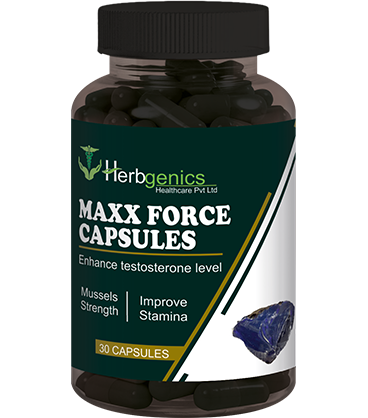 Herbgenics
Healthcare Pvt Ltd
MAXX FORCE
CAPSULES
Enhance testosterone level
Mussels
Strength
Improve
Stamina
30 CAPSULES